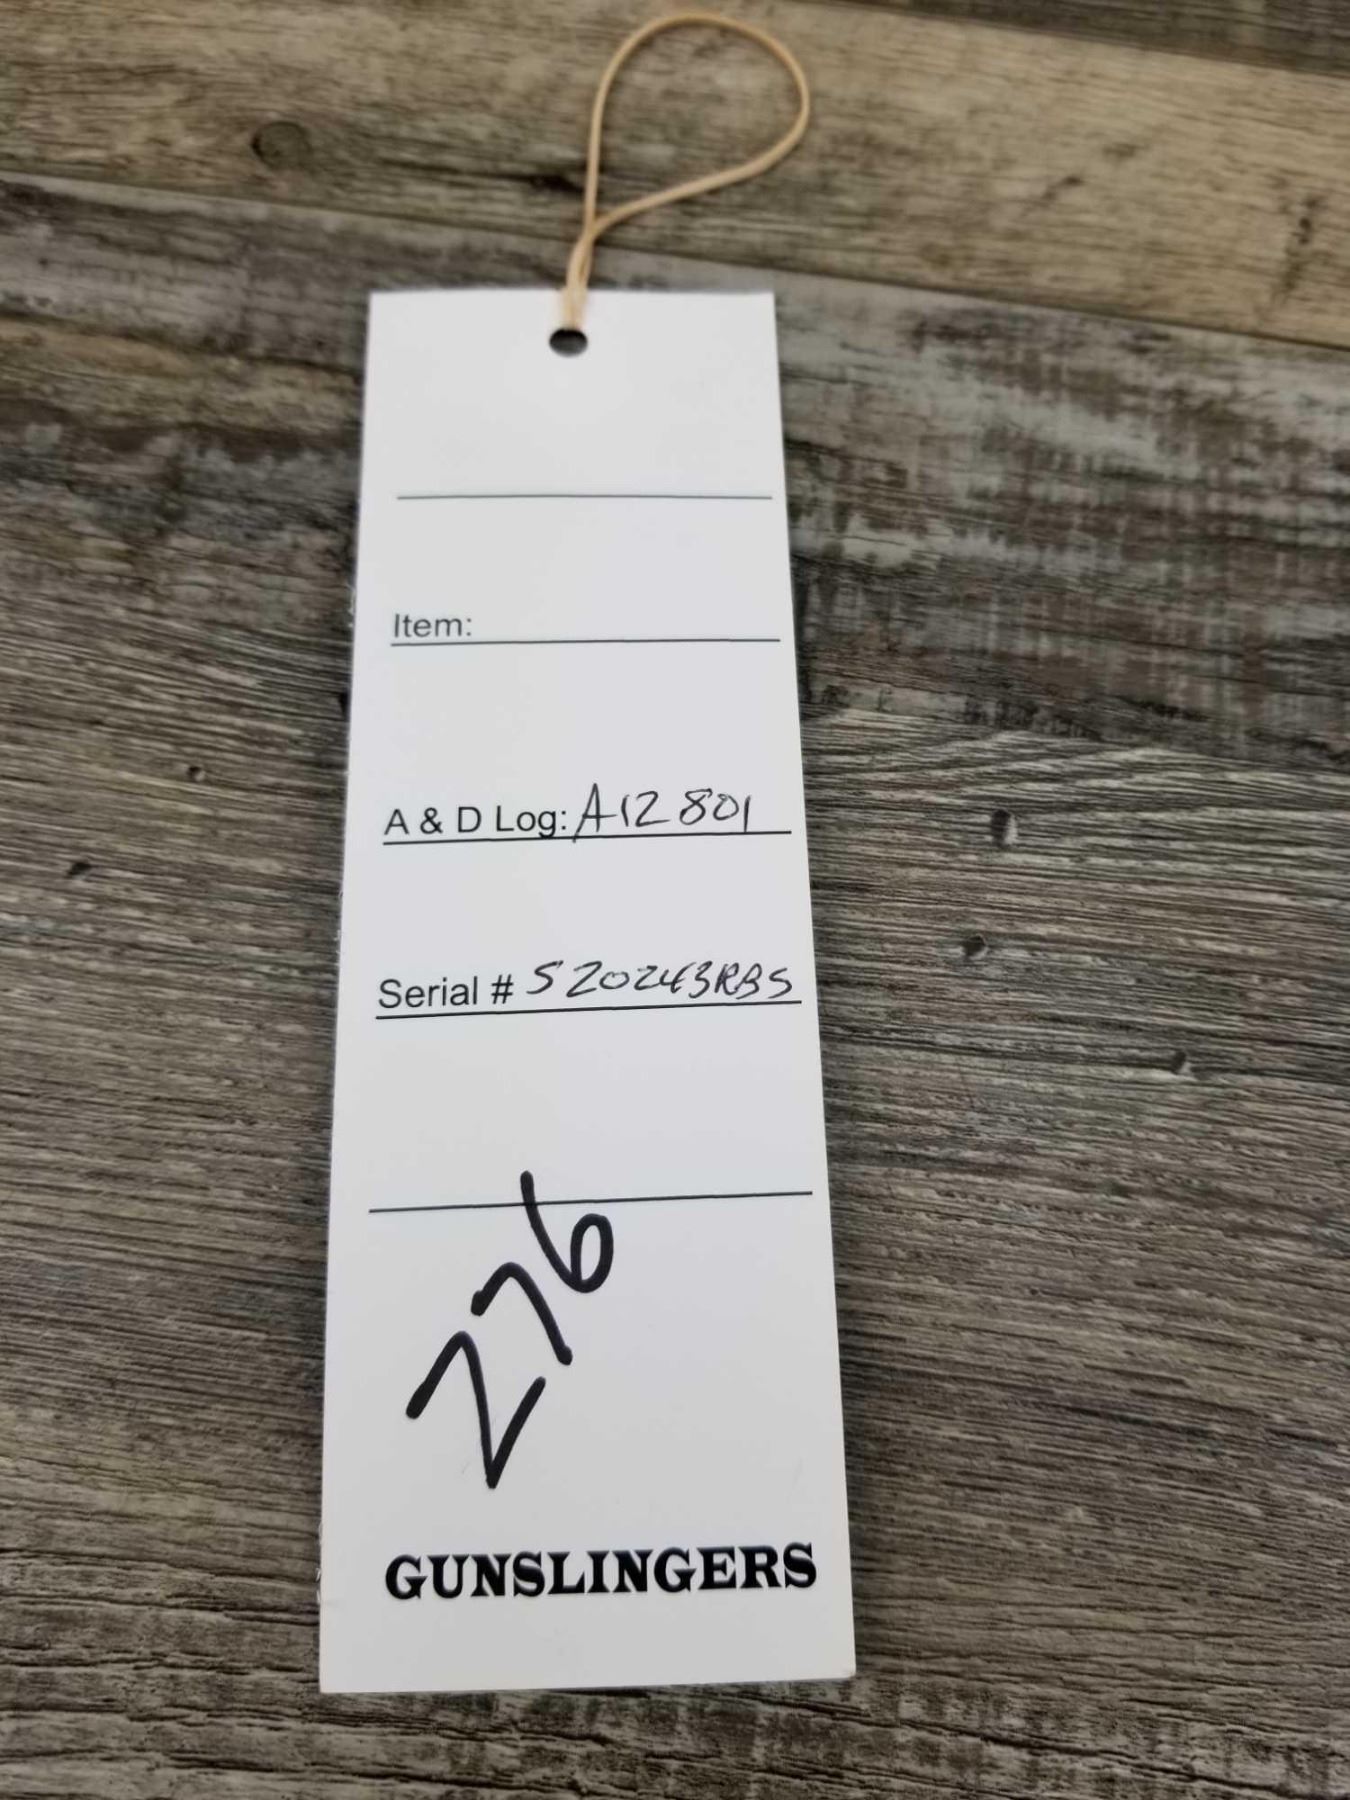 Item:
A & D Log: A12801
Serial # S20243RBS
276
GUNSLINGERS